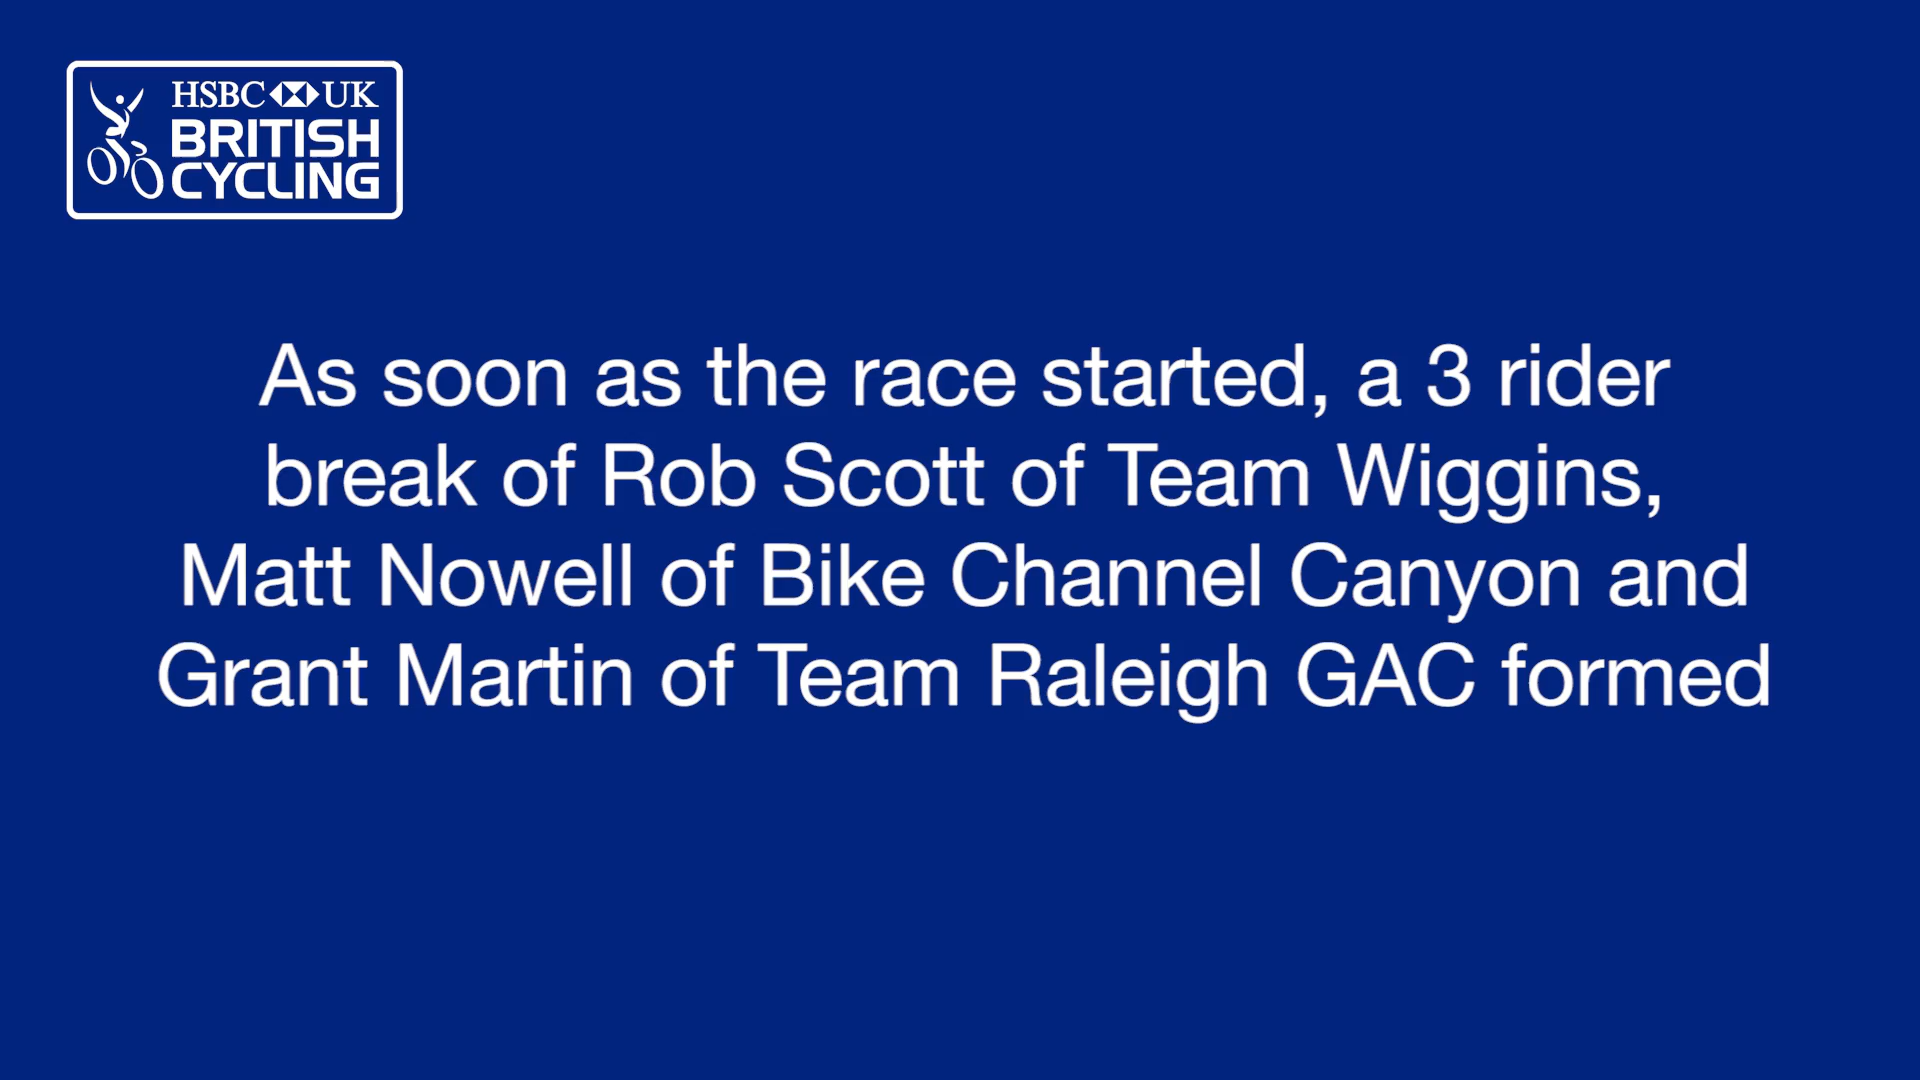 HSBC UK
BRITISH
CYCLING
As soon as the race started, a 3 rider
break of Rob Scott of Team Wiggins,
Matt Nowell of Bike Channel Canyon and
Grant Martin of Team Raleigh GAC formed